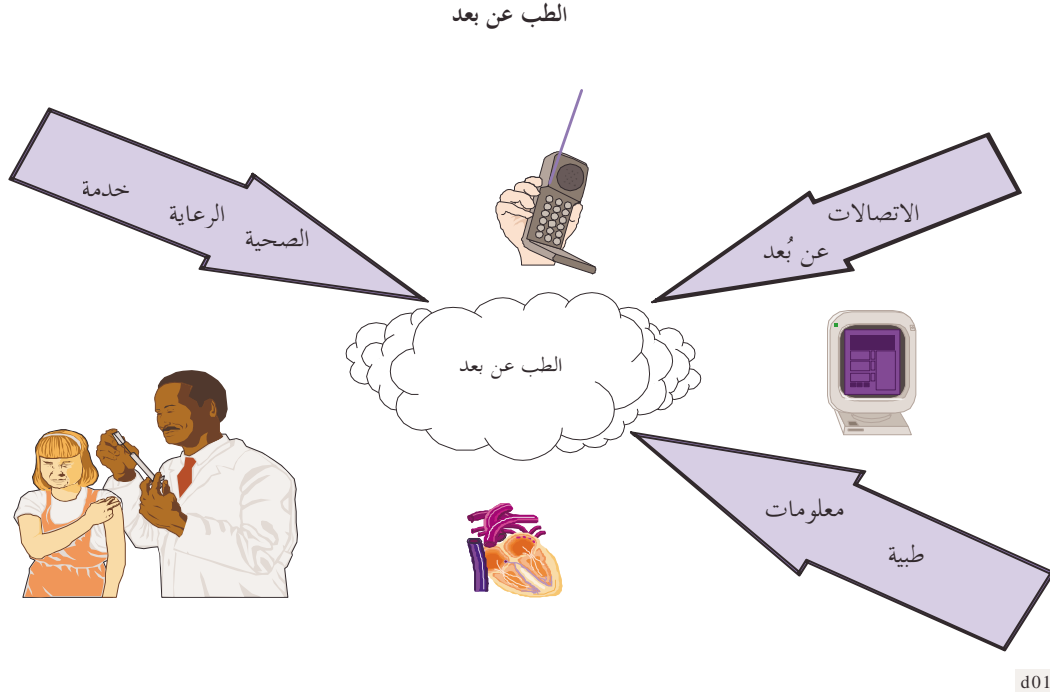 الطب عن بعد
خدمة
الرعاية
الصحية
الاتصالات
عن بُعد
الطب عن بعد
معلومات
طبية
d01